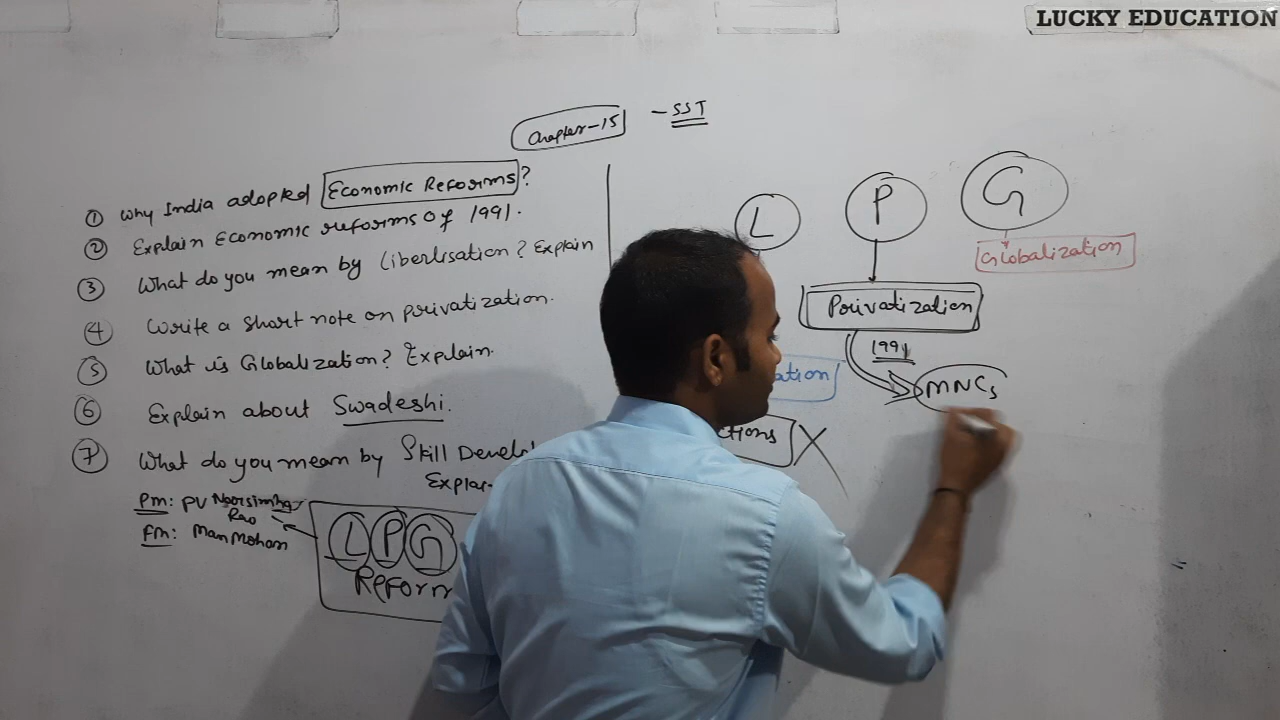 LUCKY EDUCATION
Chapter-15 - SST
① Why India adopted Economic Reforms?
② Explain Economic reforms of 1991.
③ What do you mean by Liberlisation? Explain
④ Write a short note on privatization.
⑤ What is Globalization? Explain.
⑥ Explain about Swadeshi.
⑦ What do you mean by Skill Develo
Expla
PM: PV Narsimha
Rao
FM: ManMohan
L P G
Reform
L P G
Globalization
Privatization
1991
ation
MNCs
ctions X